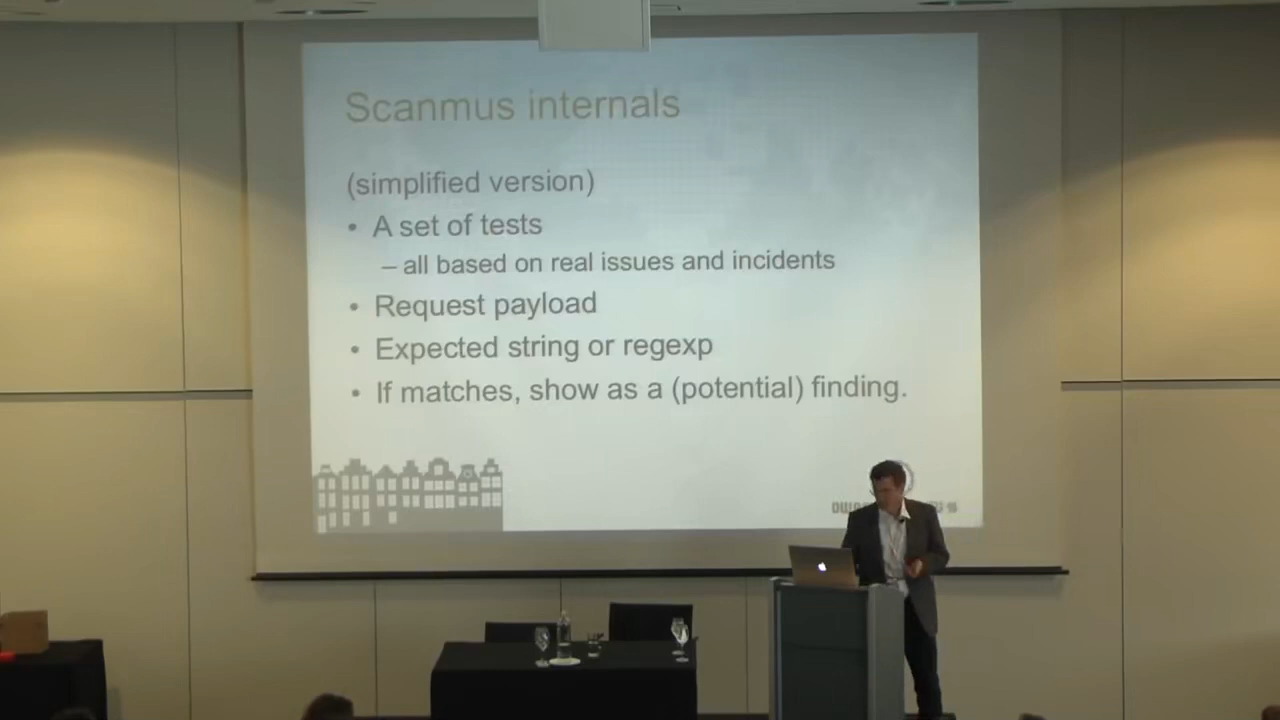 Scanmus internals
(simplified version)
• A set of tests
– all based on real issues and incidents
• Request payload
• Expected string or regexp
• If matches, show as a (potential) finding.